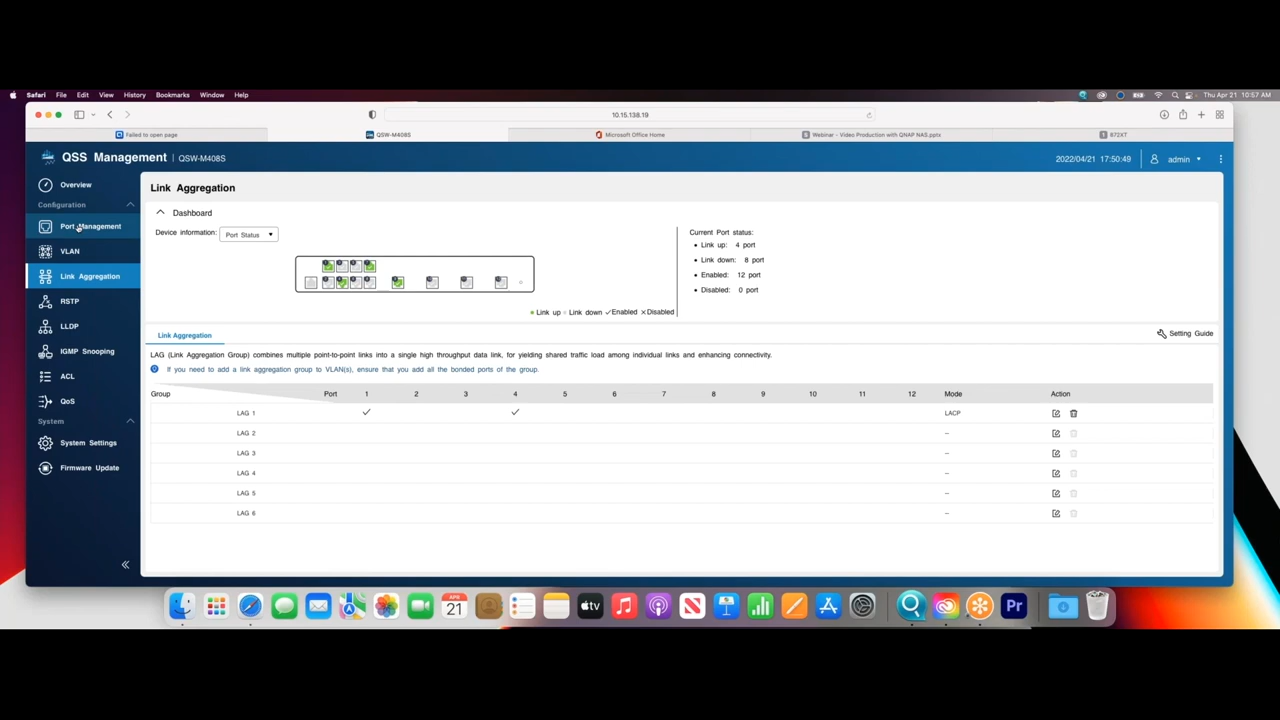 Safari File Edit View History Bookmarks Window Help Thu Apr 21 10:57 AM
10.15.138.19
Failed to open page QSW-M408S Microsoft Office Home Webinar - Video Production with QNAP NAS.pptx 872XT
QSS Management | QSW-M408S 2022/04/21 17:50:49 admin
Overview
Configuration
Port Management
VLAN
Link Aggregation
RSTP
LLDP
IGMP Snooping
ACL
QoS
System
System Settings
Firmware Update
Link Aggregation
Dashboard
Device information: Port Status
Current Port status:
• Link up: 4 port
• Link down: 8 port
• Enabled: 12 port
• Disabled: 0 port
Link up Link down ✓Enabled ✕Disabled
Link Aggregation Setting Guide
LAG (Link Aggregation Group) combines multiple point-to-point links into a single high throughput data link, for yielding shared traffic load among individual links and enhancing connectivity.
If you need to add a link aggregation group to VLAN(s), ensure that you add all the bonded ports of the group.
Group Port 1 2 3 4 5 6 7 8 9 10 11 12 Mode Action
LAG 1 ✓ ✓ LACP
LAG 2 --
LAG 3 --
LAG 4 --
LAG 5 --
LAG 6 --
APR
21
tv
Pr